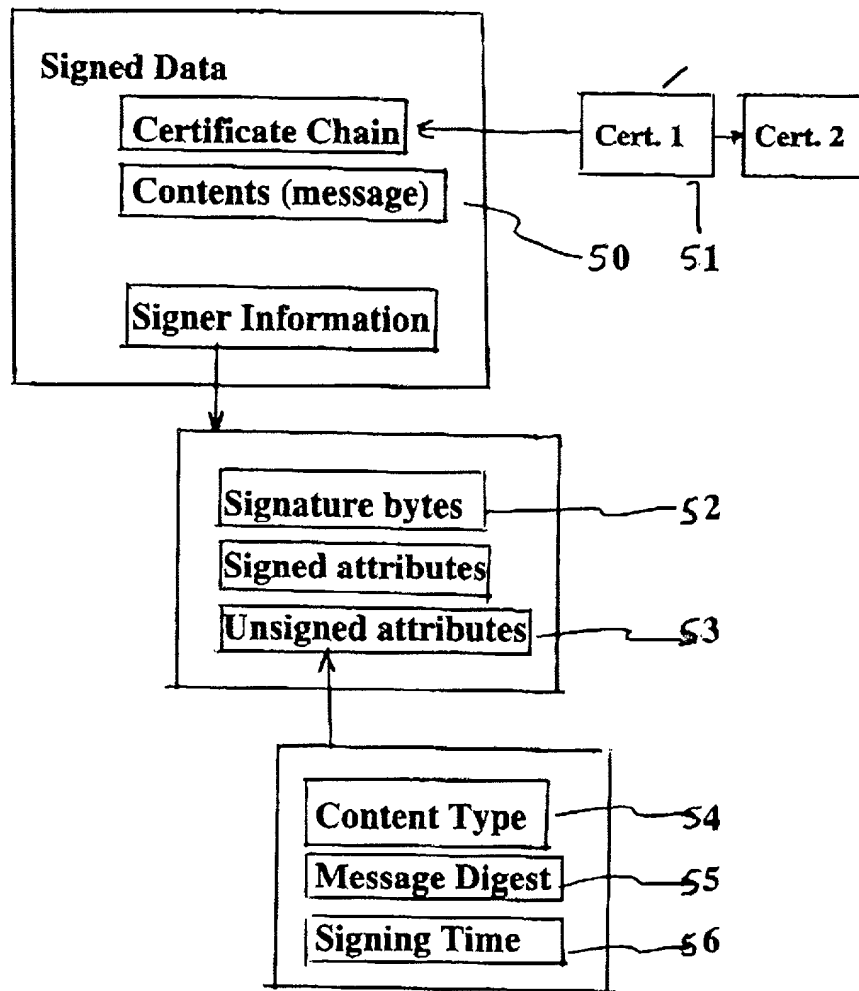 Signed Data
Certificate Chain
Cert. 1
Cert. 2
Contents (message)
50
51
Signer Information
Signature bytes
52
Signed attributes
Unsigned attributes
53
Content Type
54
Message Digest
55
Signing Time
56